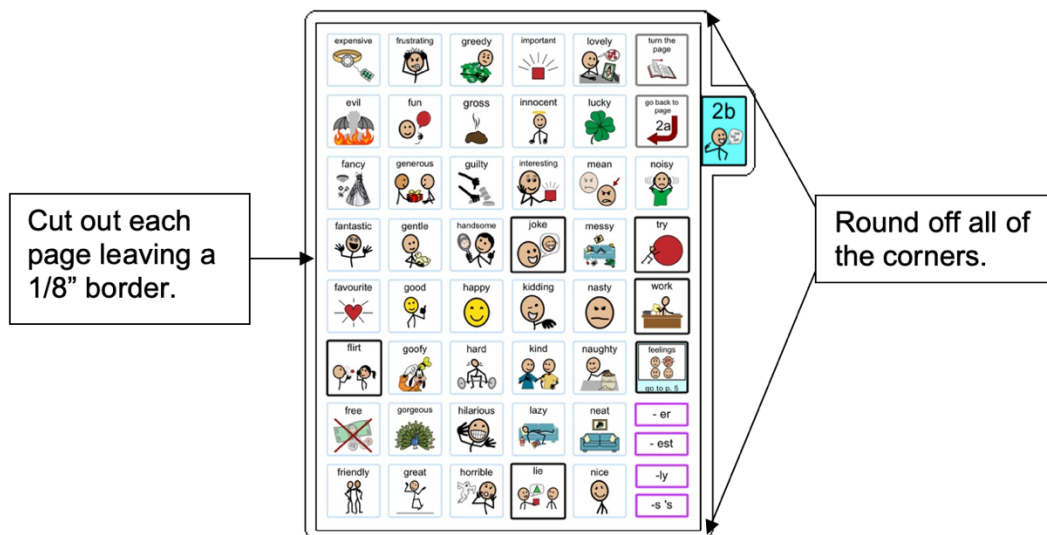 Cut out each
page leaving a
1/8” border.
expensive frustrating greedy important lovely turn the
page
evil fun gross innocent lucky go back to
page
2a
2b
fancy generous guilty interesting mean noisy
fantastic gentle handsome joke messy try
favourite good happy kidding nasty work
flirt goofy hard kind naughty feelings
go to p. 5
free gorgeous hilarious lazy neat - er
- est
friendly great horrible lie nice -ly
-s 's
Round off all of
the corners.